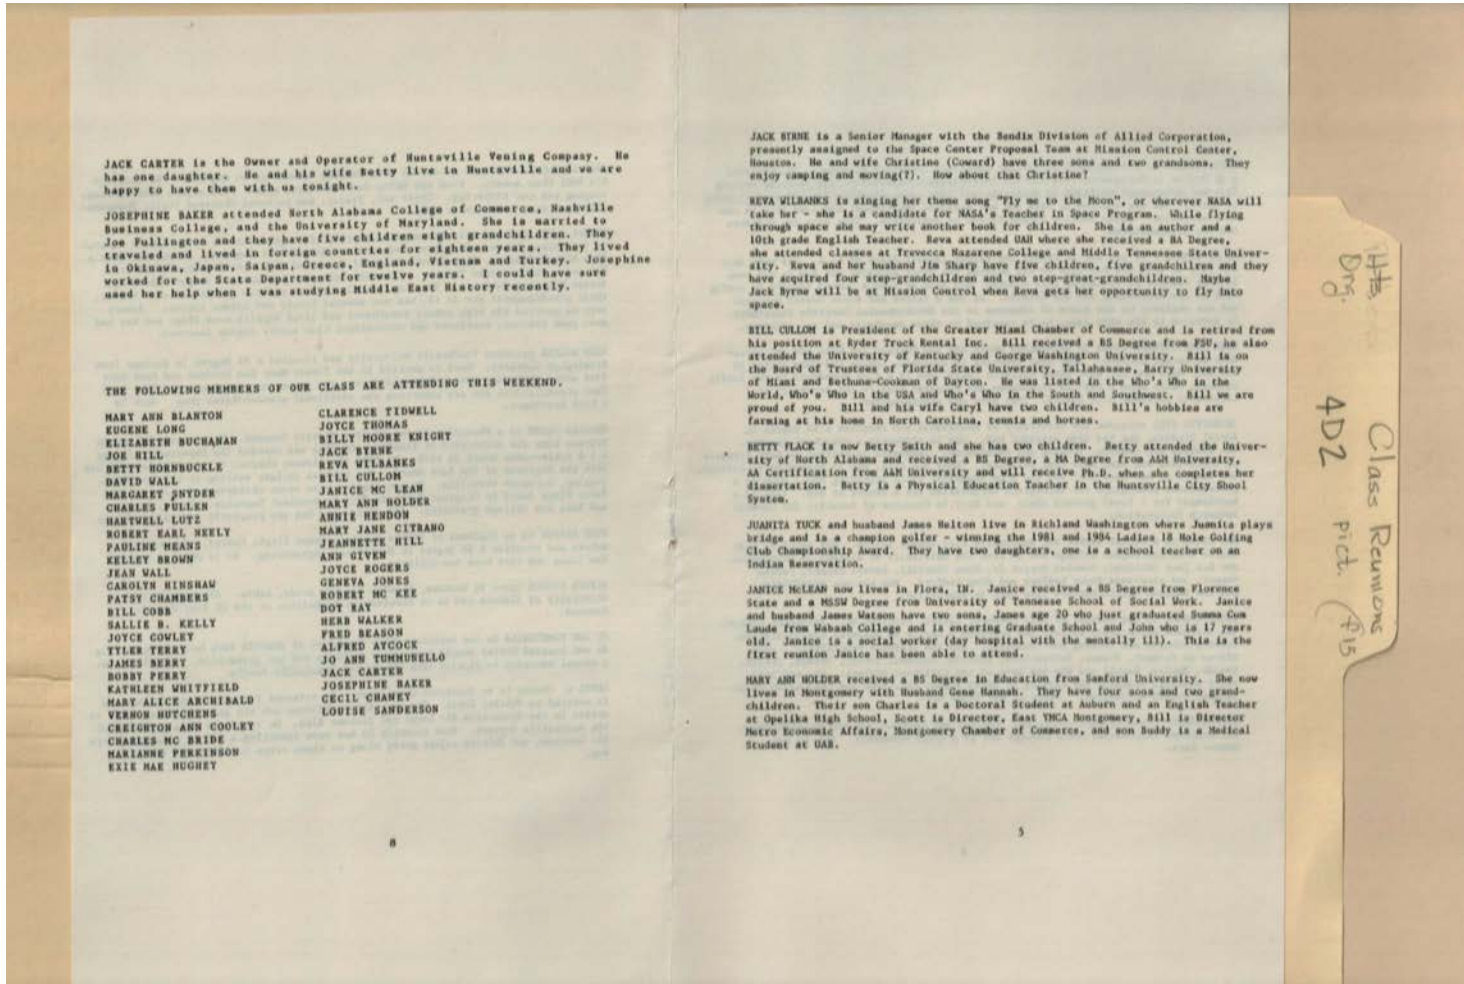 JACK CARTER is the Owner and Operator of Huntsville Vening Company. He
has one daughter. He and his wife Betty live in Huntsville and we are
happy to have them with us tonight.
JOSEPHINE BAKER attended North Alabama College of Commerce, Nashville
Business College, and the University of Maryland. She is married to
Joe Fullington and they have five children eight grandchildren. They
traveled and lived in foreign countries for eighteen years. They lived
in Okinawa, Japan, Saipan, Greece, England, Vietnam and Turkey. Josephine
worked for the State Department for twelve years. I could have sure
used her help when I was studying Middle East History recently.
THE FOLLOWING MEMBERS OF OUR CLASS ARE ATTENDING THIS WEEKEND.
MARY ANN BLANTON
EUGENE LONG
ELIZABETH BUCHANAN
JOE HILL
BETTY HORNBUCKLE
DAVID WALL
MARGARET SNYDER
CHARLES PULLEN
HARTWELL LUTZ
ROBERT EARL NEELY
PAULINE MEANS
KELLEY BROWN
JEAN WALL
CAROLYN HINSHAW
PATSY CHAMBERS
BILL COBB
SALLIE B. KELLY
JOYCE COWLEY
TYLER TERRY
JAMES BERRY
BOBBY PERRY
KATHLEEN WHITFIELD
MARY ALICE ARCHIBALD
VERNON HUTCHENS
CREIGHTON ANN COOLEY
CHARLES MC BRIDE
MARIANNE PERKINSON
EXIE MAE HUGHEY
CLARENCE TIDWELL
JOYCE THOMAS
BILLY MOORE KNIGHT
JACK BYRNE
REVA WILBANKS
BILL CULLOM
JANICE MC LEAN
MARY ANN HOLDER
ANNIE HENDON
MARY JANE CITRANO
JEANNETTE HILL
ANN GIVEN
JOYCE ROGERS
GENEVA JONES
ROBERT MC KEE
DOT RAY
HERB WALKER
FRED BEASON
ALFRED AYCOCK
JO ANN TUMMUNELLO
JACK CARTER
JOSEPHINE BAKER
CECIL CHANEY
LOUISE SANDERSON
8
JACK BYRNE is a Senior Manager with the Bendix Division of Allied Corporation,
presently assigned to the Space Center Proposal Team at Mission Control Center,
Houston. He and wife Christine (Coward) have three sons and two grandsons. They
enjoy camping and moving(?). How about that Christine?
REVA WILBANKS is singing her theme song "Fly me to the Moon", or wherever NASA will
take her - she is a candidate for NASA's Teacher in Space Program. While flying
through space she may write another book for children. She is an author and a
10th grade English Teacher. Reva attended UAH where she received a BA Degree,
she attended classes at Trevecca Nazarene College and Middle Tennessee State Univer-
sity. Reva and her husband Jim Sharp have five children, five grandchilren and they
have acquired four step-grandchildren and two step-great-grandchildren. Maybe
Jack Byrne will be at Mission Control when Reva gets her opportunity to fly into
space.
BILL CULLOM is President of the Greater Miami Chamber of Commerce and is retired from
his position at Ryder Truck Rental Inc. Bill received a BS Degree from FSU, he also
attended the University of Kentucky and George Washington University. Bill is on
the Board of Trustees of Florida State University, Tallahassee, Barry University
of Miami and Bethune-Cookman of Dayton. He was listed in the Who's Who in the
World, Who's Who in the USA and Who's Who in the South and Southwest. Bill we are
proud of you. Bill and his wife Caryl have two children. Bill's hobbies are
farming at his home in North Carolina, tennis and horses.
BETTY FLACK is now Betty Smith and she has two children. Betty attended the Univer-
sity of North Alabama and received a BS Degree, a MA Degree from A&M University,
AA Certification from A&M University and will receive Ph.D. when she completes her
dissertation. Betty is a Physical Education Teacher in the Huntsville City Shool
System.
JUANITA TUCK and husband James Helton live in Richland Washington where Juanita plays
bridge and is a champion golfer - winning the 1981 and 1984 Ladies 18 Hole Golfing
Club Championship Award. They have two daughters, one is a school teacher on an
Indian Reservation.
JANICE McLEAN now lives in Flora, IN. Janice received a BS Degree from Florence
State and a MSSW Degree from University of Tennesse School of Social Work. Janice
and husband James Watson have two sons, James age 20 who just graduated Summa Cum
Laude from Wabash College and is entering Graduate School and John who is 17 years
old. Janice is a social worker (day hospital with the mentally ill). This is the
first reunion Janice has been able to attend.
MARY ANN HOLDER received a BS Degree in Education from Samford University. She now
lives in Montgomery with Husband Gene Hannah. They have four sons and two grand-
children. Their son Charles is a Doctoral Student at Auburn and an English Teacher
at Opelika High School, Scott is Director, East YMCA Montgomery, Bill is Director
Metro Economic Affairs, Montgomery Chamber of Commerce, and son Buddy is a Medical
Student at UAB.
5
Class Reunions
4D2 pict.